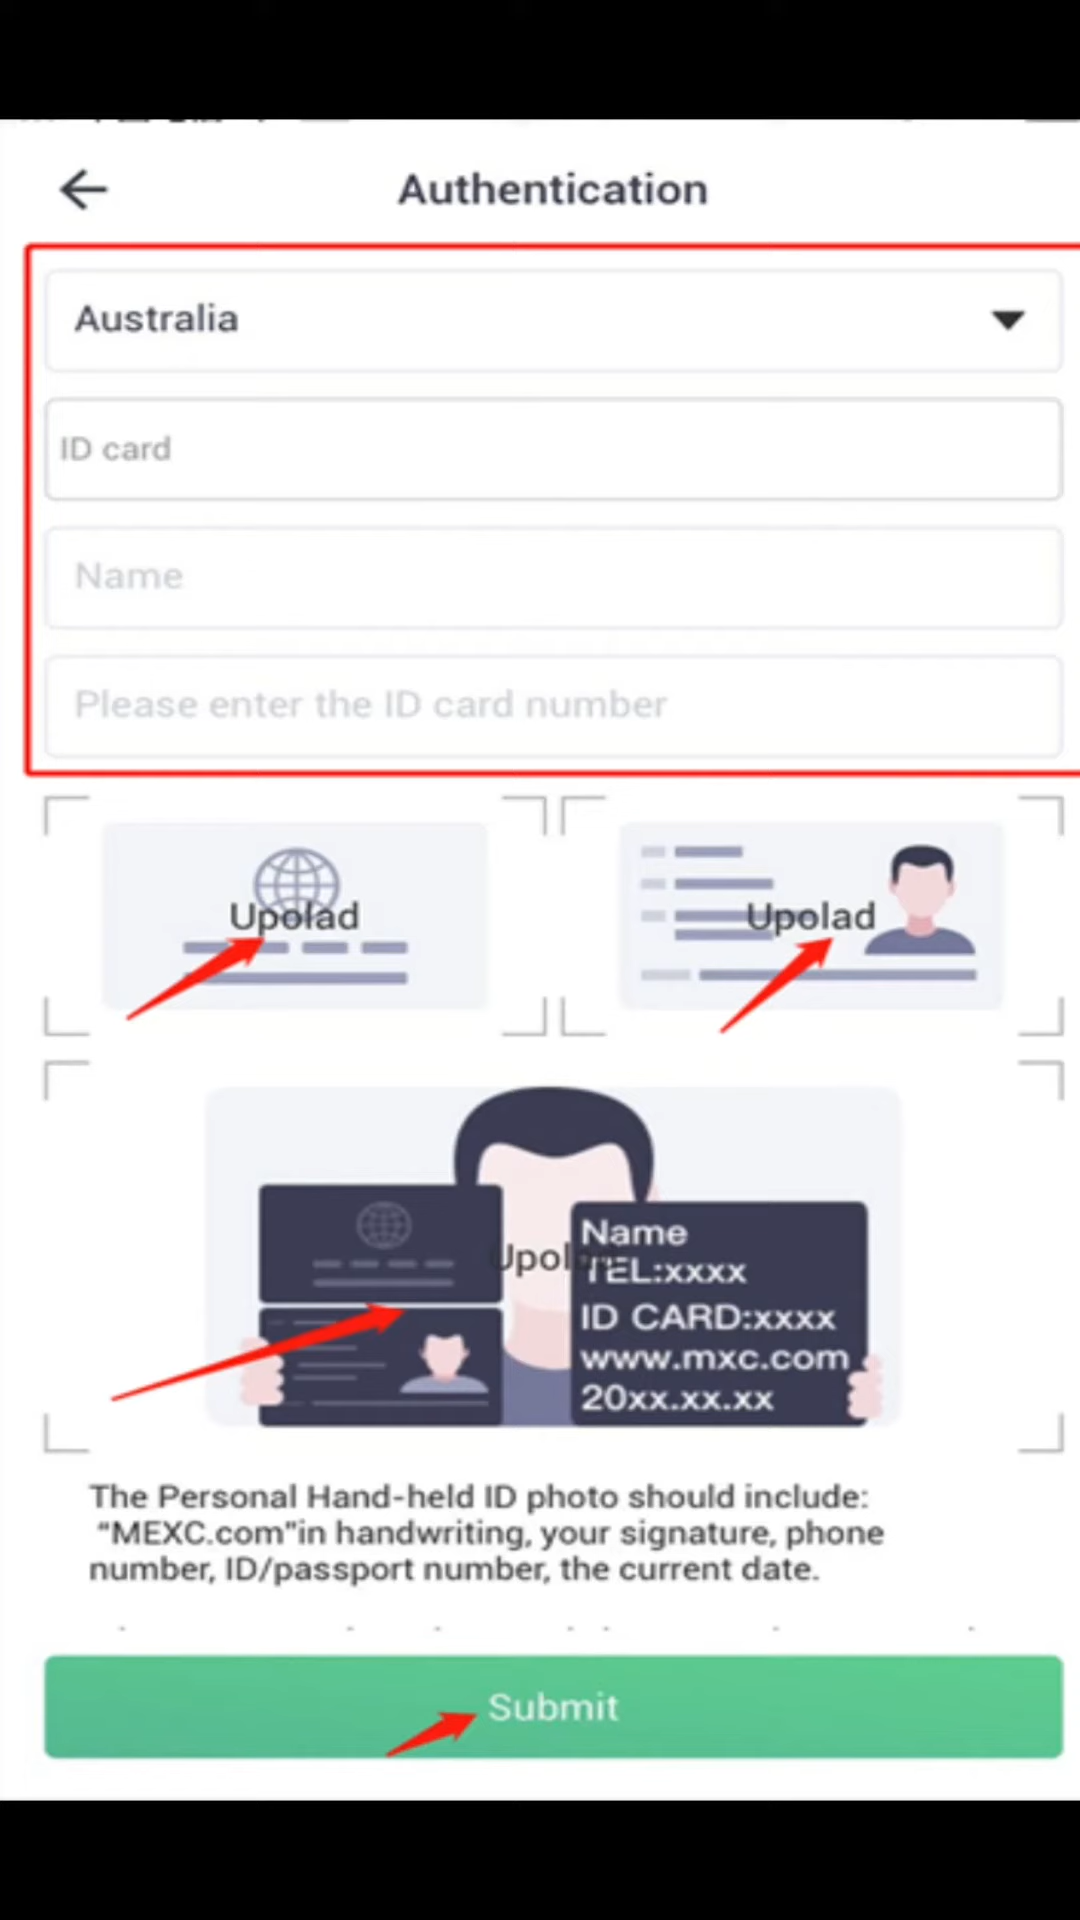 Authentication
Australia
ID card
Name
Please enter the ID card number
Upolad
Upolad
Name
TEL:xxxx
ID CARD:xxxx
www.mxc.com
20xx.xx.xx
The Personal Hand-held ID photo should include:
“MEXC.com"in handwriting, your signature, phone
number, ID/passport number, the current date.
Submit